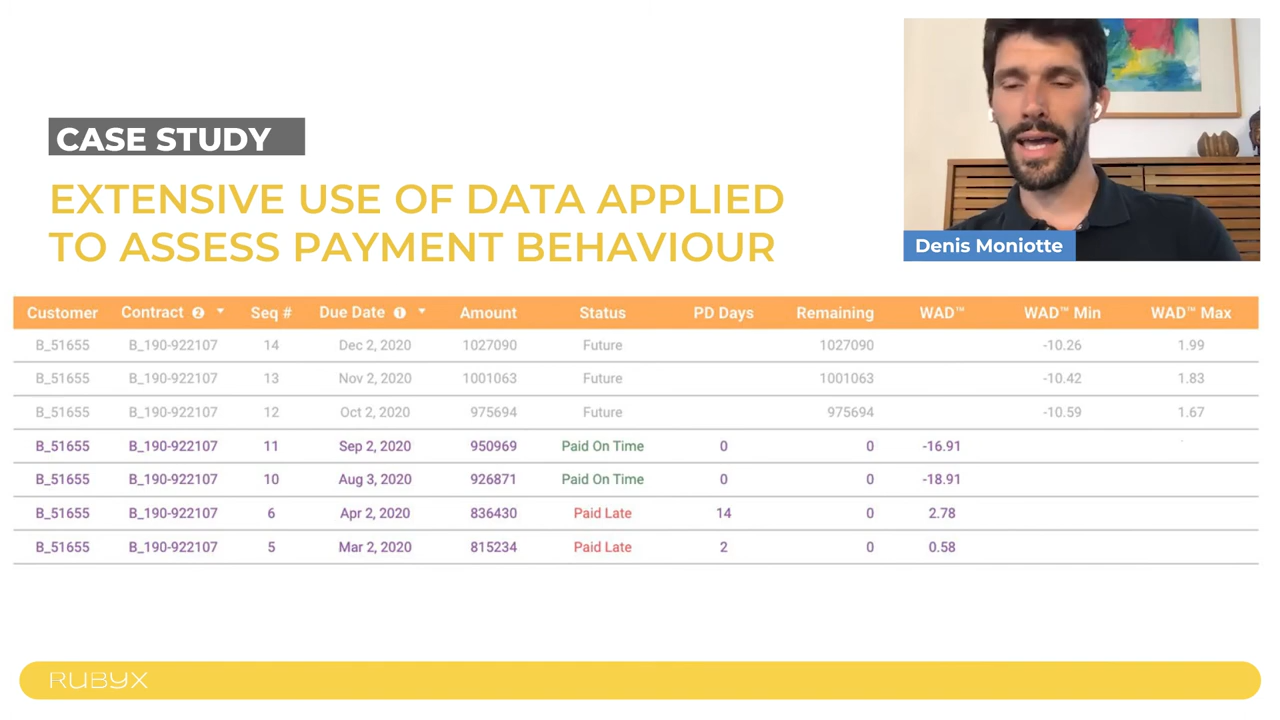 CASE STUDY
EXTENSIVE USE OF DATA APPLIED
TO ASSESS PAYMENT BEHAVIOUR
Denis Moniotte
Customer Contract 2 Seq # Due Date 1 Amount Status PD Days Remaining WAD™ WAD™ Min WAD™ Max
B_51655 B_190-922107 14 Dec 2, 2020 1027090 Future 1027090 -10.26 1.99
B_51655 B_190-922107 13 Nov 2, 2020 1001063 Future 1001063 -10.42 1.83
B_51655 B_190-922107 12 Oct 2, 2020 975694 Future 975694 -10.59 1.67
B_51655 B_190-922107 11 Sep 2, 2020 950969 Paid On Time 0 0 -16.91
B_51655 B_190-922107 10 Aug 3, 2020 926871 Paid On Time 0 0 -18.91
B_51655 B_190-922107 6 Apr 2, 2020 836430 Paid Late 14 0 2.78
B_51655 B_190-922107 5 Mar 2, 2020 815234 Paid Late 2 0 0.58
RUBYX